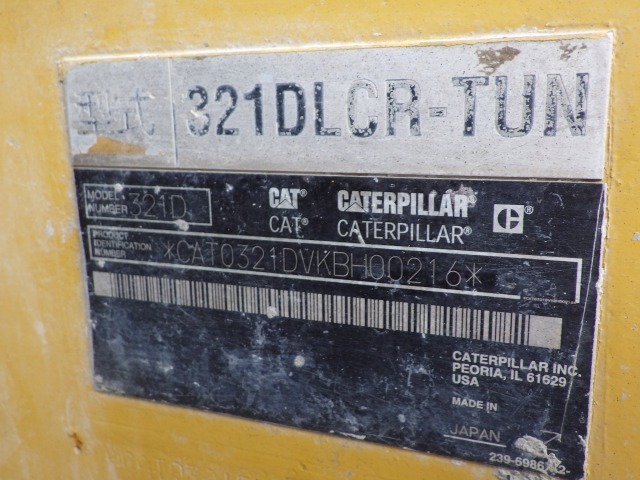 型式 321DLCR-TUN
MODEL NUMBER 321D
CAT® CATERPILLAR® C®
CAT® CATERPILLAR®
PRODUCT IDENTIFICATION NUMBER *CAT0321DVKBH00216*
CATERPILLAR INC.
PEORIA, IL 61629
USA
MADE IN
JAPAN